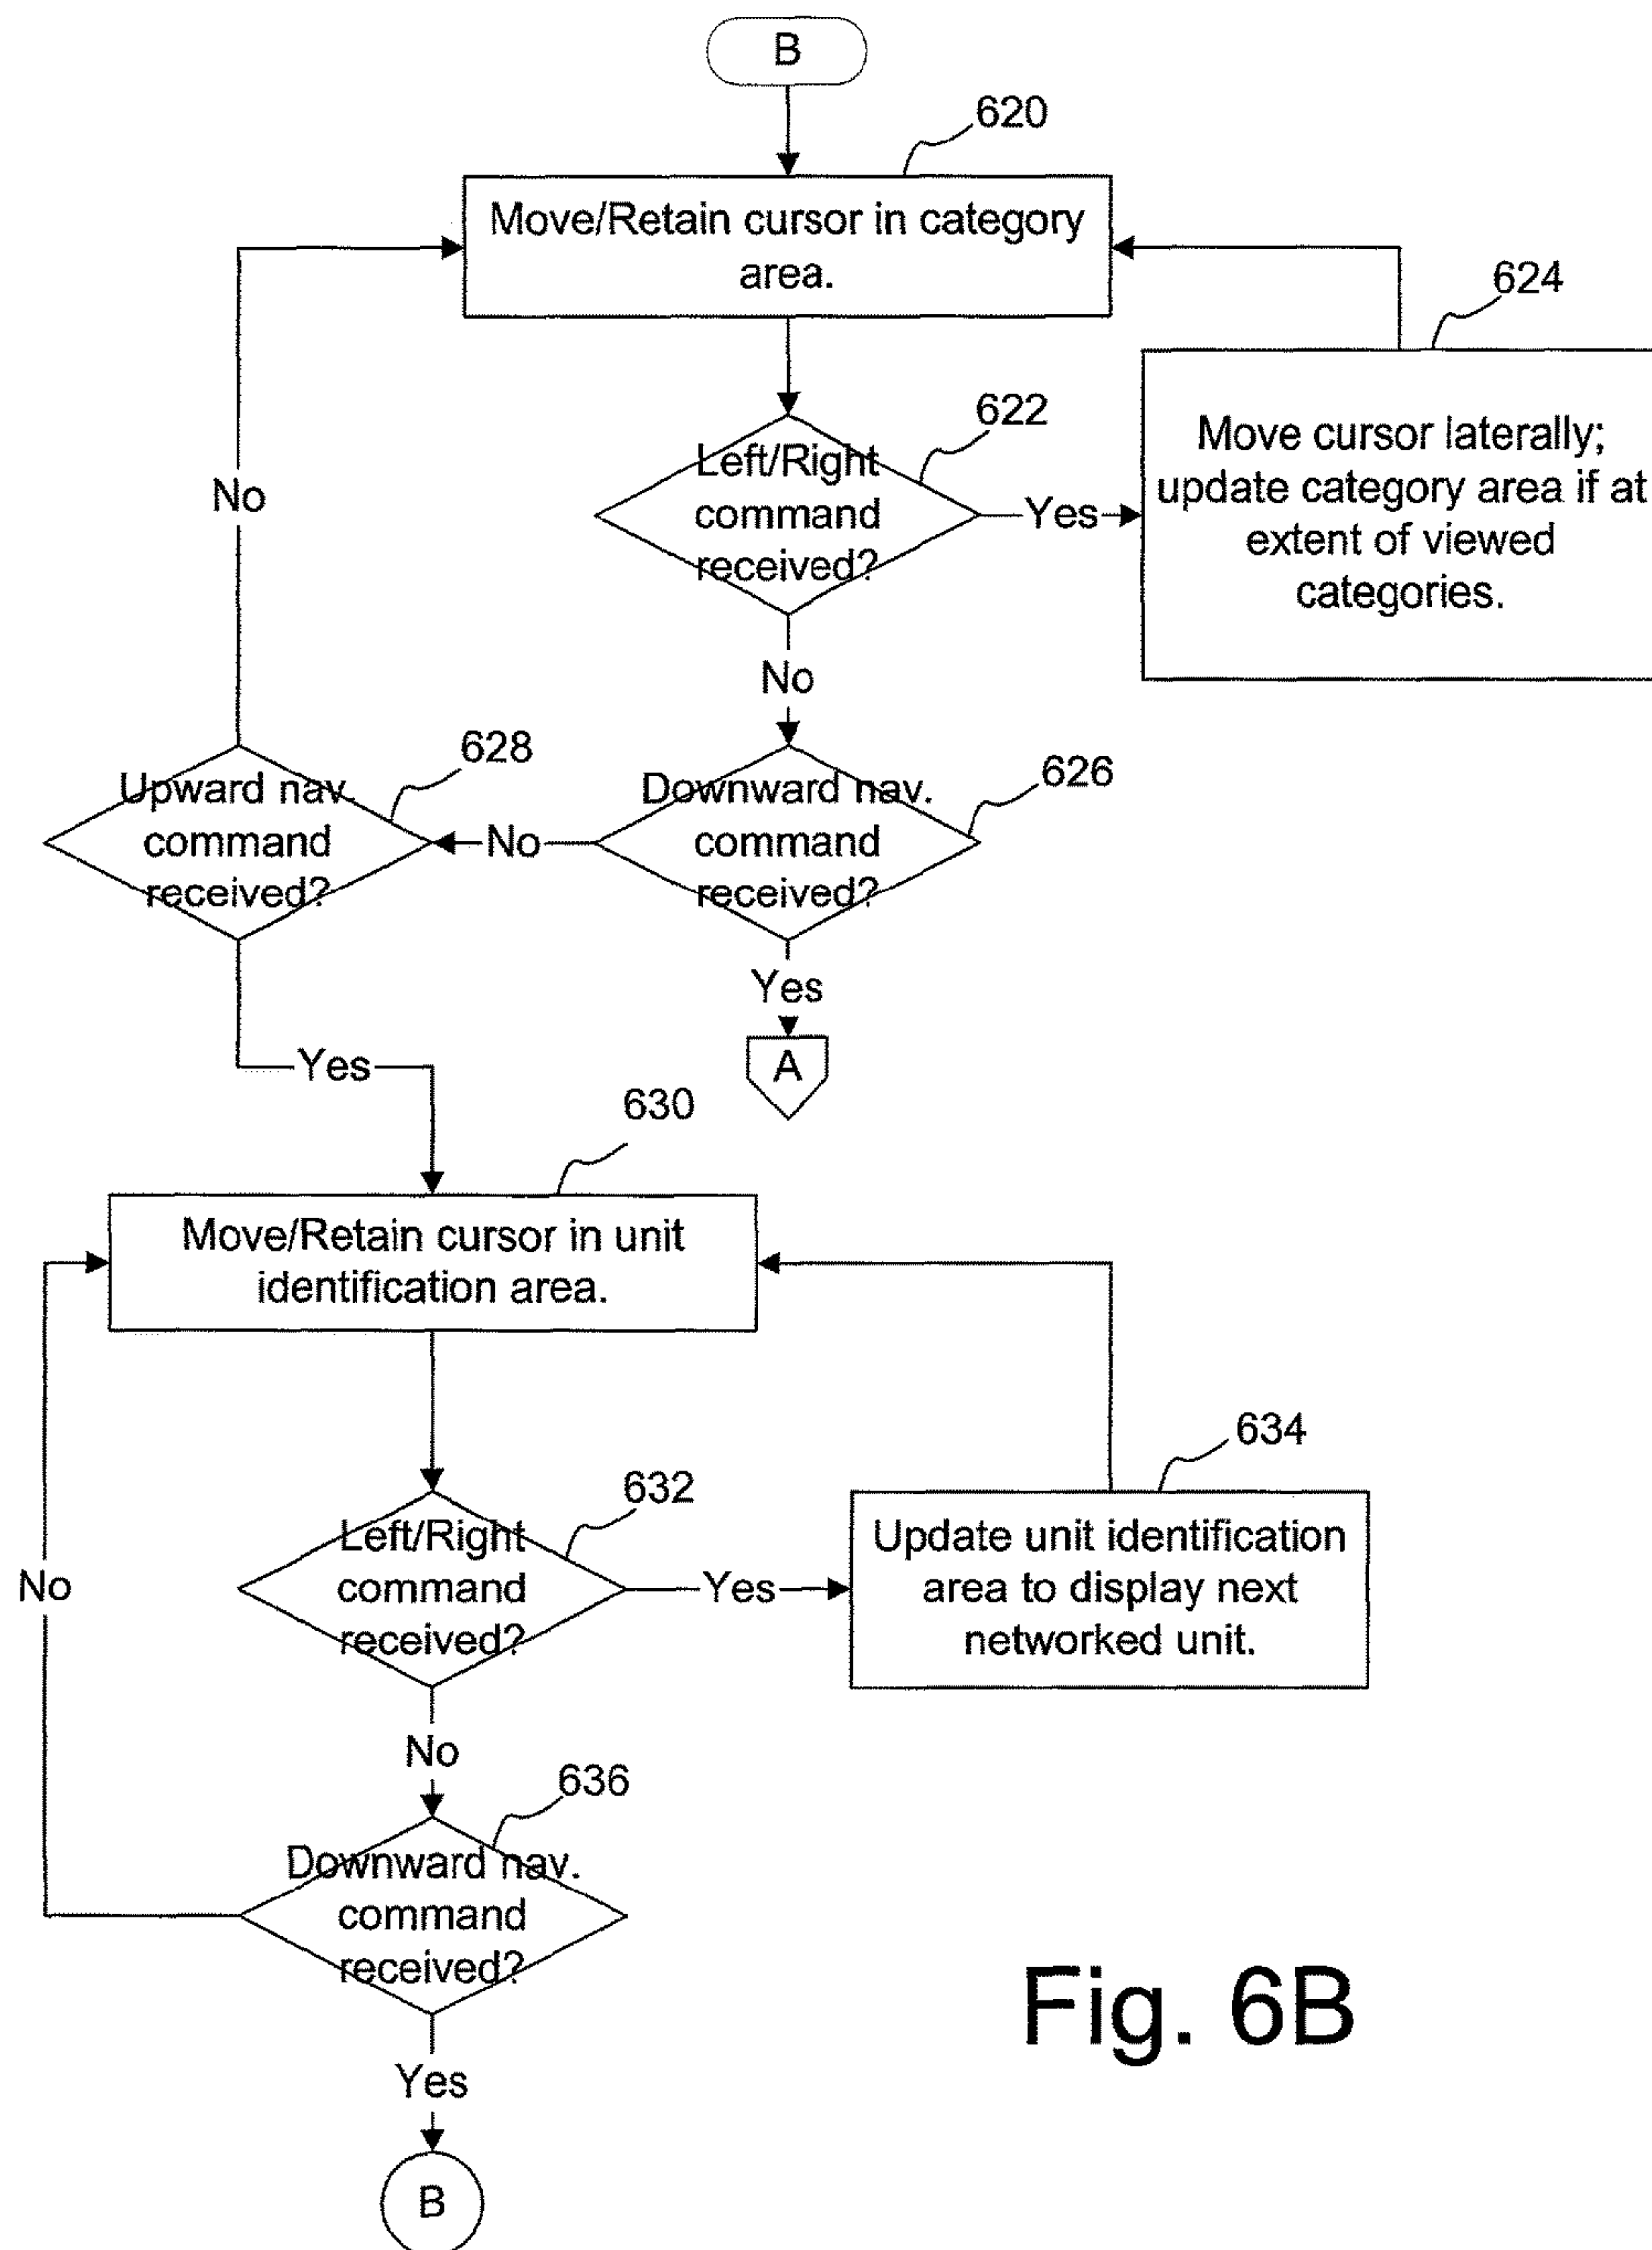 B
620
Move/Retain cursor in category
area.
624
Move cursor laterally;
update category area if at
extent of viewed
categories.
622
Left/Right
command
received?
Yes
No
No
628
Upward nav.
command
received?
No
626
Downward nav.
command
received?
Yes
A
Yes
630
Move/Retain cursor in unit
identification area.
634
Update unit identification
area to display next
networked unit.
632
Left/Right
command
received?
Yes
No
No
636
Downward nav.
command
received?
Yes
B
Fig. 6B